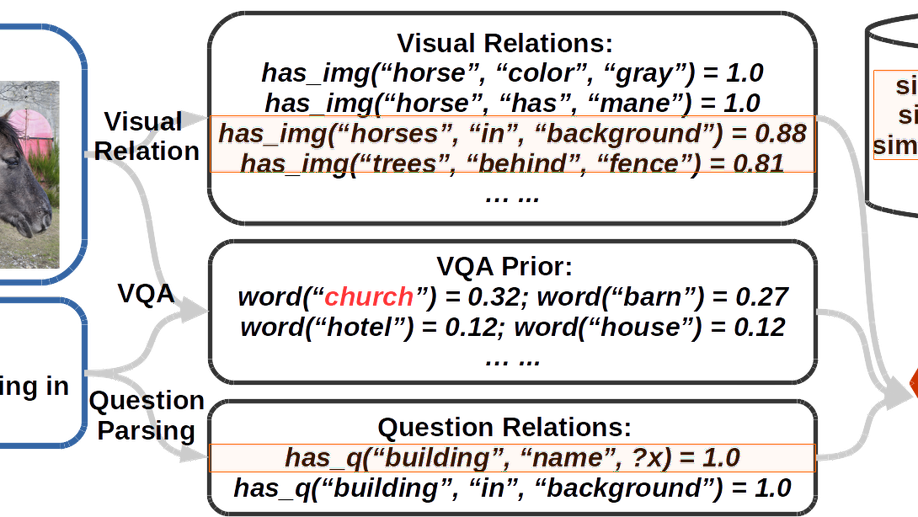 Visual Relations:
has_img(“horse”, “color”, “gray”) = 1.0
has_img(“horse”, “has”, “mane”) = 1.0
has_img(“horses”, “in”, “background”) = 0.88
has_img(“trees”, “behind”, “fence”) = 0.81
... ...
Visual
Relation
si
si
sim
VQA Prior:
word(“church”) = 0.32; word(“barn”) = 0.27
word(“hotel”) = 0.12; word(“house”) = 0.12
... ...
VQA
ing in
Question
Parsing
Question Relations:
has_q(“building”, “name”, ?x) = 1.0
has_q(“building”, “in”, “background”) = 1.0